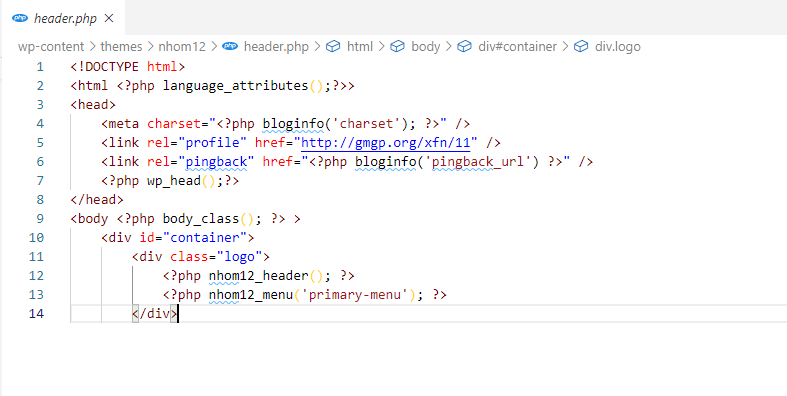 header.php ×
wp-content > themes > nhom12 > header.php > html > body > div#container > div.logo
1 <!DOCTYPE html>
2 <html <?php language_attributes();?>>
3 <head>
4     <meta charset="<?php bloginfo('charset'); ?>" />
5     <link rel="profile" href="http://gmgp.org/xfn/11" />
6     <link rel="pingback" href="<?php bloginfo('pingback_url') ?>" />
7     <?php wp_head();?>
8 </head>
9 <body <?php body_class(); ?> >
10     <div id="container">
11         <div class="logo">
12             <?php nhom12_header(); ?>
13             <?php nhom12_menu('primary-menu'); ?>
14         </div>